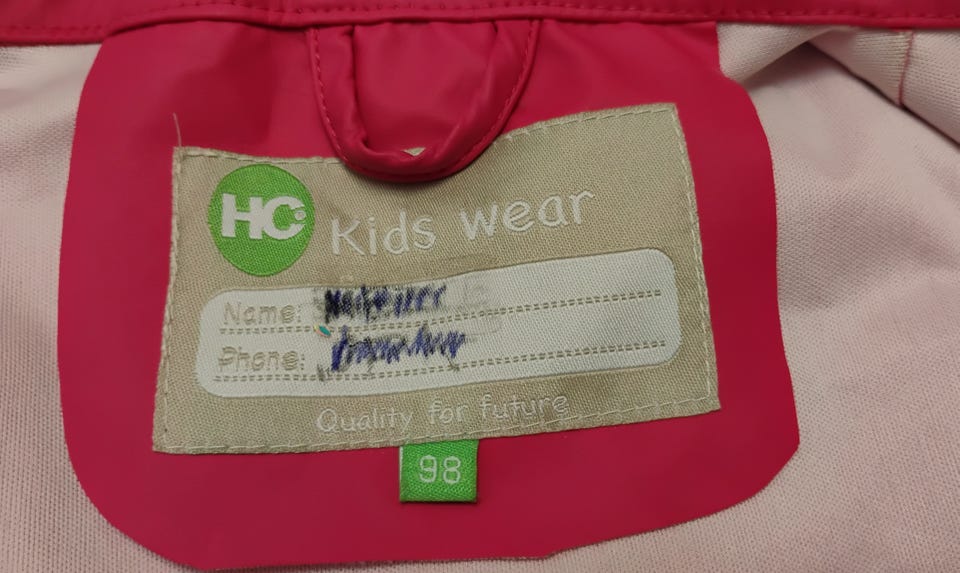 HC
Kids wear
Name:
Phone:
Quality for future
98